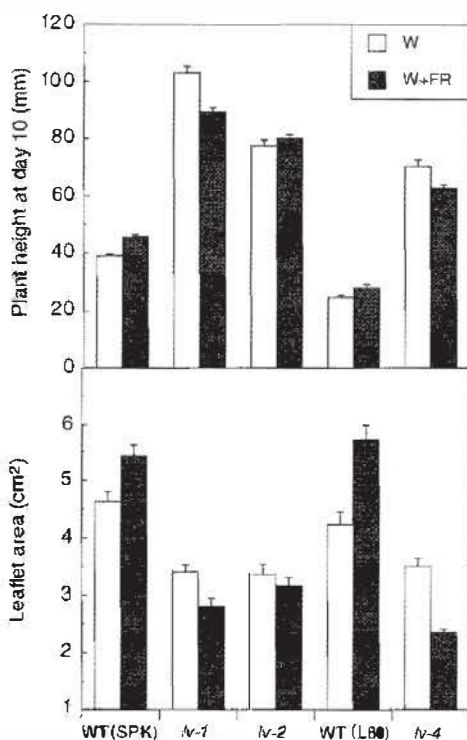 W
W+FR
Plant height at day 10 (mm)
120
100
80
60
40
20
0
Leaflet area (cm²)
6
5
4
3
2
1
WT(SPK) lv-1 lv-2 WT(L80) lv-4